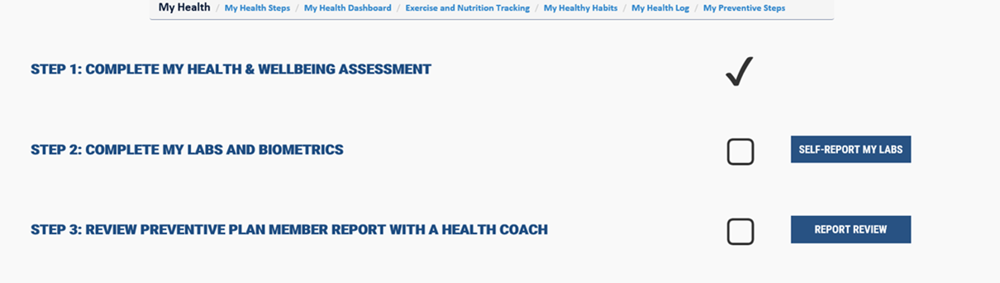 My Health / My Health Steps / My Health Dashboard / Exercise and Nutrition Tracking / My Healthy Habits / My Health Log / My Preventive Steps
STEP 1: COMPLETE MY HEALTH & WELLBEING ASSESSMENT
STEP 2: COMPLETE MY LABS AND BIOMETRICS SELF-REPORT MY LABS
STEP 3: REVIEW PREVENTIVE PLAN MEMBER REPORT WITH A HEALTH COACH REPORT REVIEW